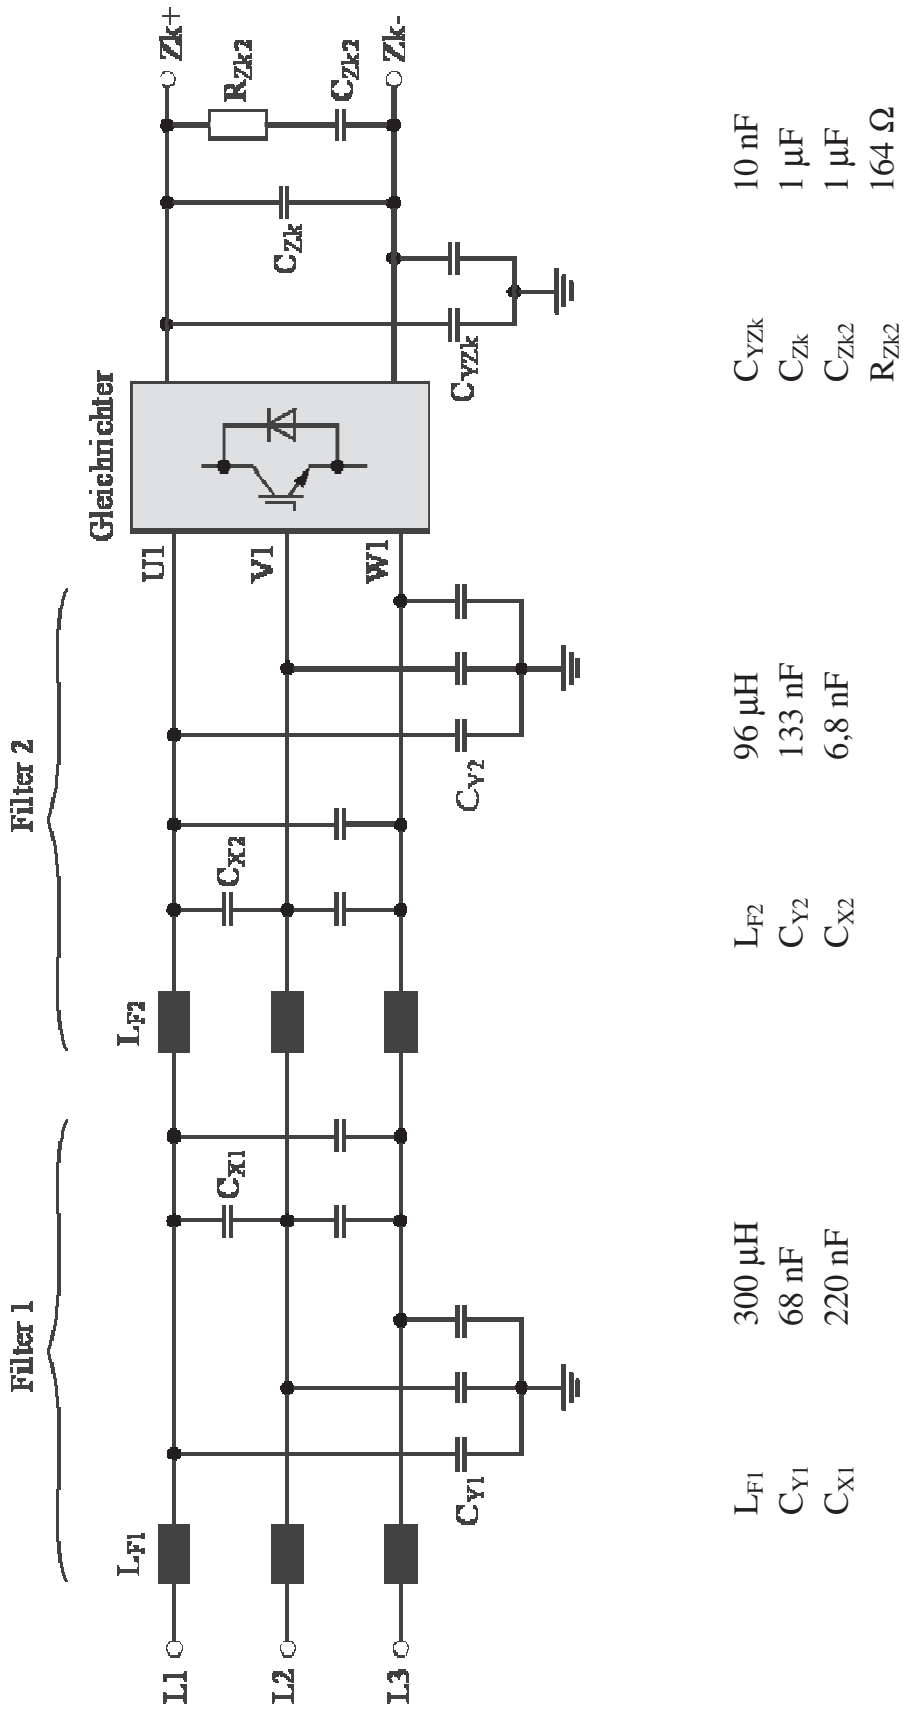 Filter 1
Filter 2
Gleichrichter
L1
L2
L3
LF1
CY1
CX1
LF2
CX2
CY2
U1
V1
W1
CYZk
CZk
RZk2
CZk2
Zk+
Zk-
LF1 300 µH
CY1 68 nF
CX1 220 nF
LF2 96 µH
CY2 133 nF
CX2 6,8 nF
CYZk 10 nF
CZk 1 µF
CZk2 1 µF
RZk2 164 Ω